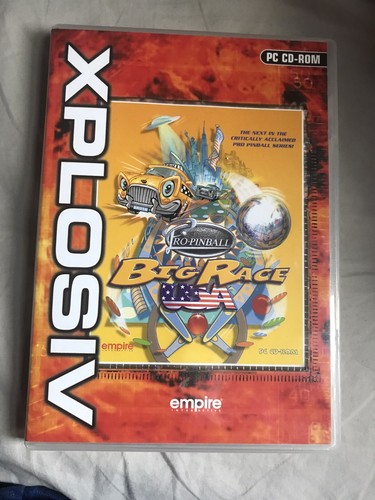 XPLOSIV
PC CD-ROM
THE NEXT IN THE
CRITICALLY ACCLAIMED
PRO PINBALL SERIES!
PRO-PINBALL
BIG RACE
USA
empire
PC CD-ROM
empire
INTERACTIVE